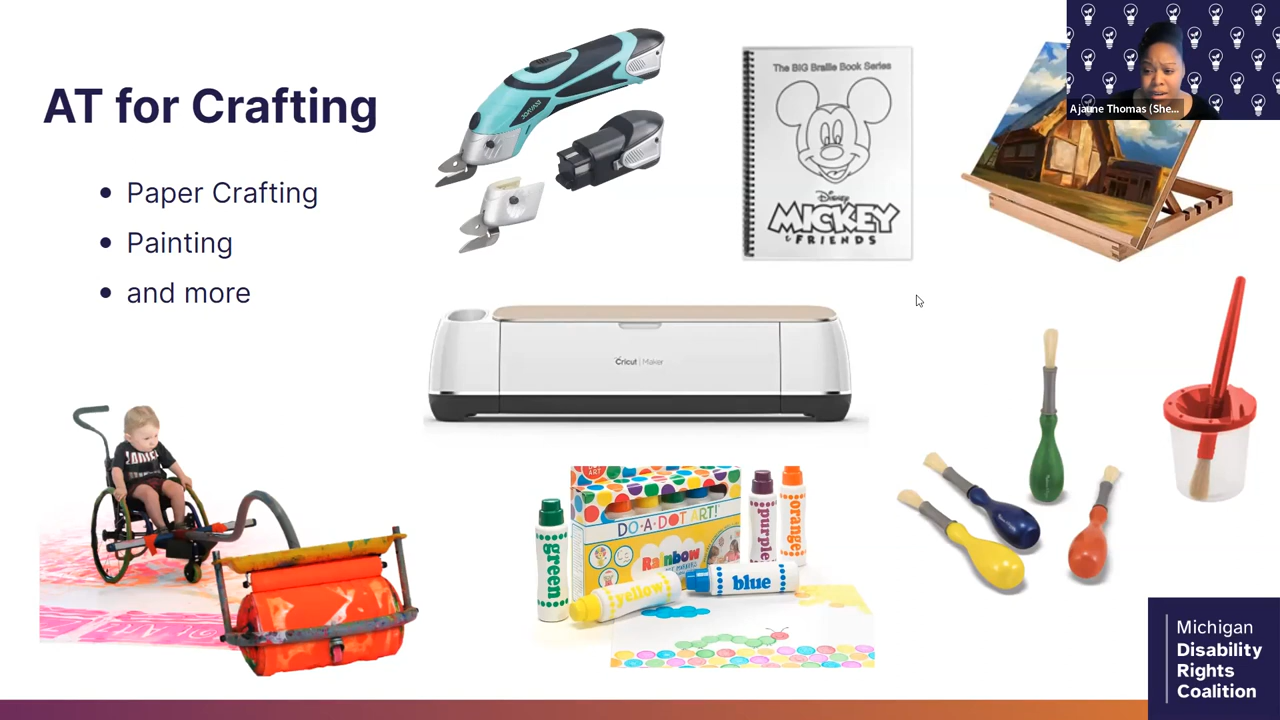 AT for Crafting
• Paper Crafting
• Painting
• and more
The BIG Braille Book Series
Disney
MICKEY
& FRIENDS
Ajaune Thomas (She...
Cricut | Maker
DO•A•DOT ART!
Rainbow
green
yellow
blue
purple
orange
Michigan
Disability
Rights
Coalition